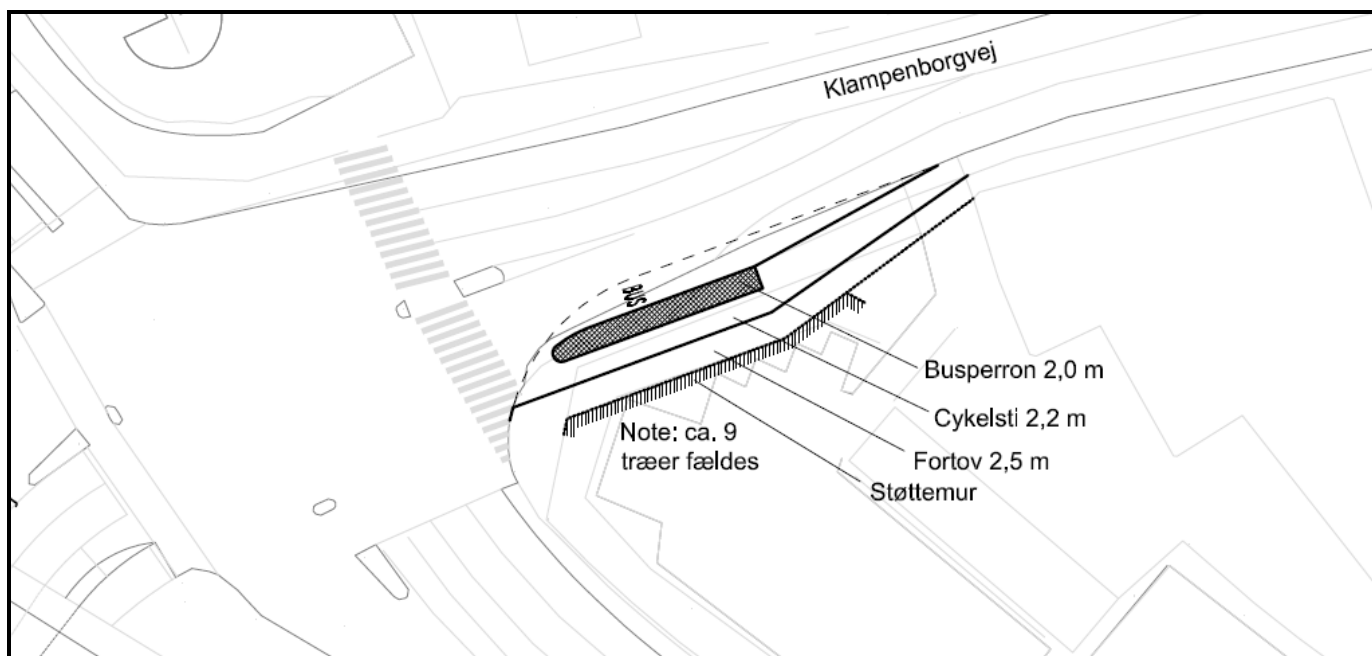 Klampenborgvej
BUS
Busperron 2,0 m
Cykelsti 2,2 m
Note: ca. 9
træer fældes
Fortov 2,5 m
Støttemur